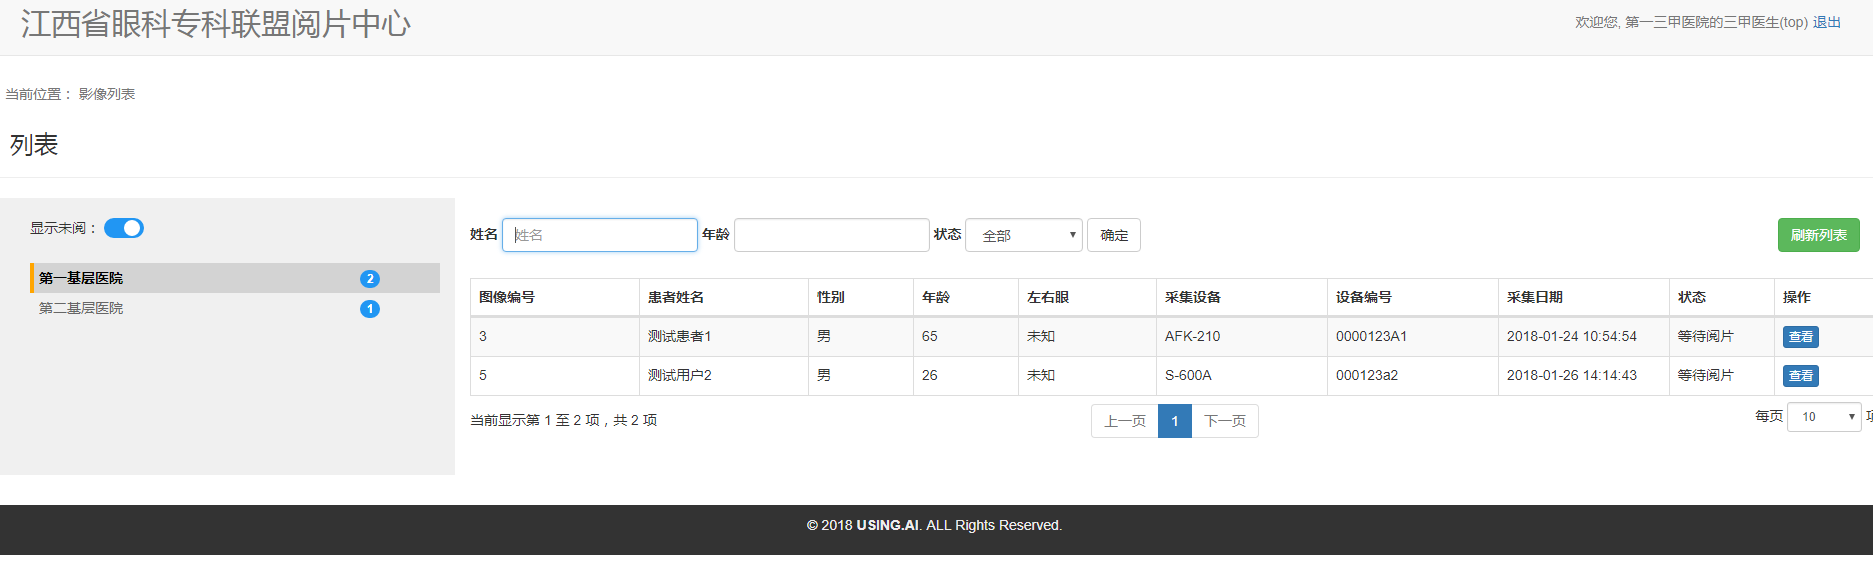 江西省眼科专科联盟阅片中心
欢迎您, 第一三甲医院的三甲医生(top) 退出
当前位置： 影像列表
列表
显示未阅：
第一基层医院 2
第二基层医院 1
姓名 姓名 年龄 状态 全部 确定 刷新列表
图像编号 患者姓名 性别 年龄 左右眼 采集设备 设备编号 采集日期 状态 操作
3 测试患者1 男 65 未知 AFK-210 0000123A1 2018-01-24 10:54:54 等待阅片 查看
5 测试用户2 男 26 未知 S-600A 000123a2 2018-01-26 14:14:43 等待阅片 查看
当前显示第 1 至 2 项，共 2 项 上一页 1 下一页 每页 10
© 2018 USING.AI. ALL Rights Reserved.